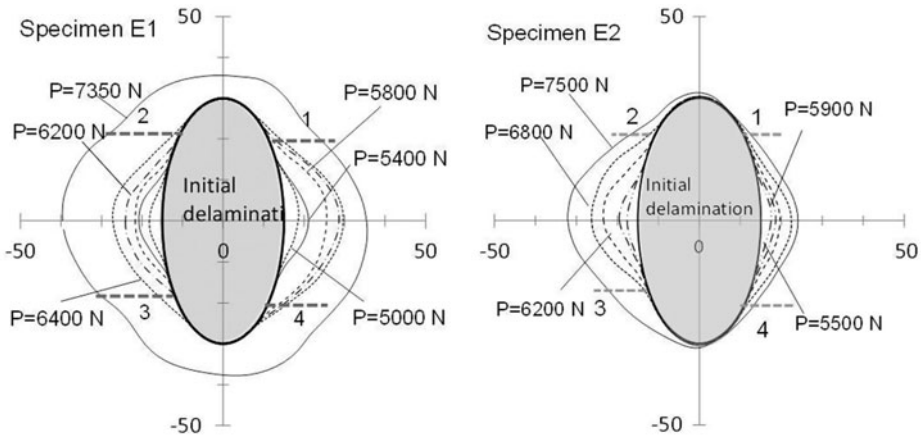 Specimen E1
50
P=7350 N
2
1
P=5800 N
P=6200 N
P=5400 N
Initial
delaminati
-50
0
50
P=6400 N
3
4
P=5000 N
-50
Specimen E2
50
P=7500 N
2
1
P=6800 N
P=5900 N
Initial
delamination
-50
0
50
P=6200 N
3
4
P=5500 N
-50